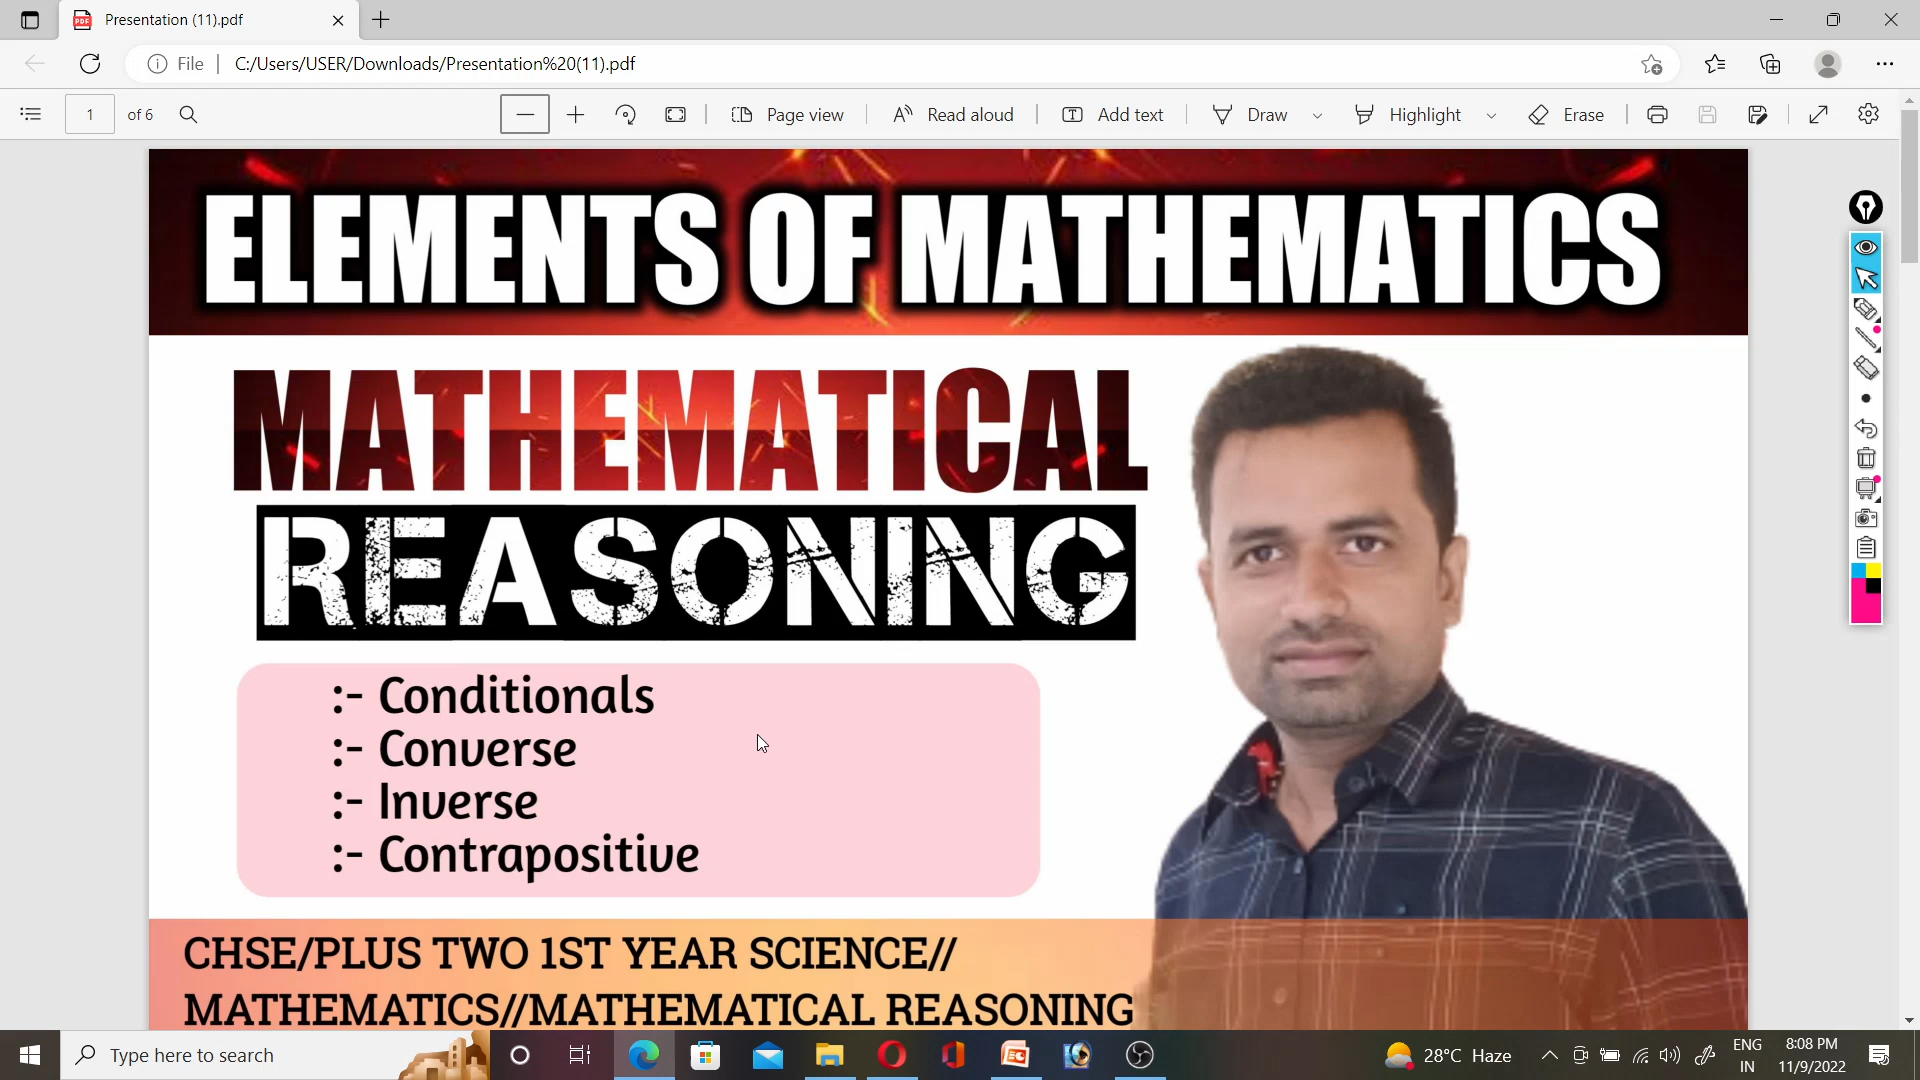 Presentation (11).pdf
File
C:/Users/USER/Downloads/Presentation%20(11).pdf
1 of 6
Page view
Read aloud
Add text
Draw
Highlight
Erase
ELEMENTS OF MATHEMATICS
MATHEMATICAL
REASONING
:- Conditionals
:- Converse
:- Inverse
:- Contrapositive
CHSE/PLUS TWO 1ST YEAR SCIENCE//
MATHEMATICS//MATHEMATICAL REASONING
Type here to search
28°C Haze
ENG
IN
8:08 PM
11/9/2022